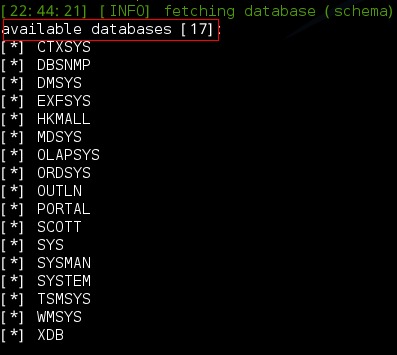 [22:44:21] [INFO] fetching database (schema)
available databases [17]:
[*] CTXSYS
[*] DBSNMP
[*] DMSYS
[*] EXFSYS
[*] HKMALL
[*] MDSYS
[*] OLAPSYS
[*] ORDSYS
[*] OUTLN
[*] PORTAL
[*] SCOTT
[*] SYS
[*] SYSMAN
[*] SYSTEM
[*] TSMSYS
[*] WMSYS
[*] XDB